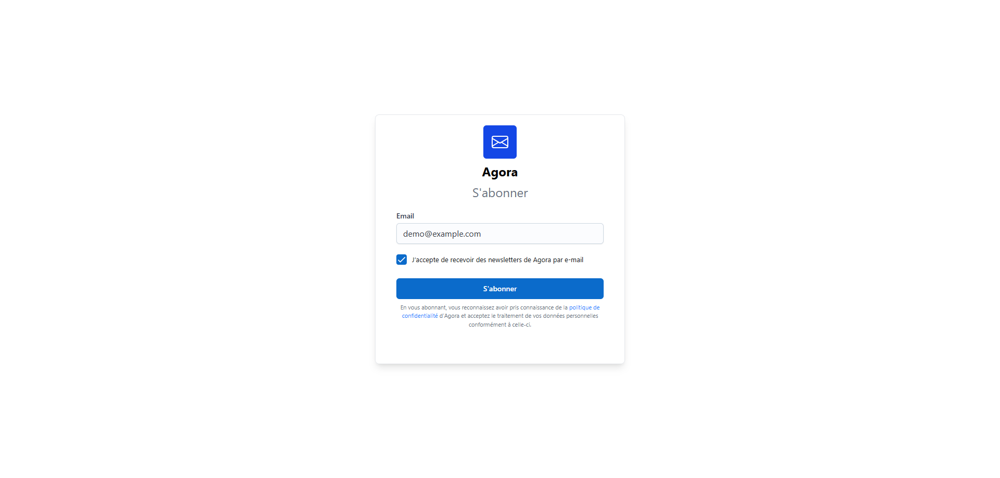 Agora
S'abonner
Email
demo@example.com
J'accepte de recevoir des newsletters de Agora par e-mail
S'abonner
En vous abonnant, vous reconnaissez avoir pris connaissance de la politique de
confidentialité d'Agora et acceptez le traitement de vos données personnelles
conformément à celle-ci.